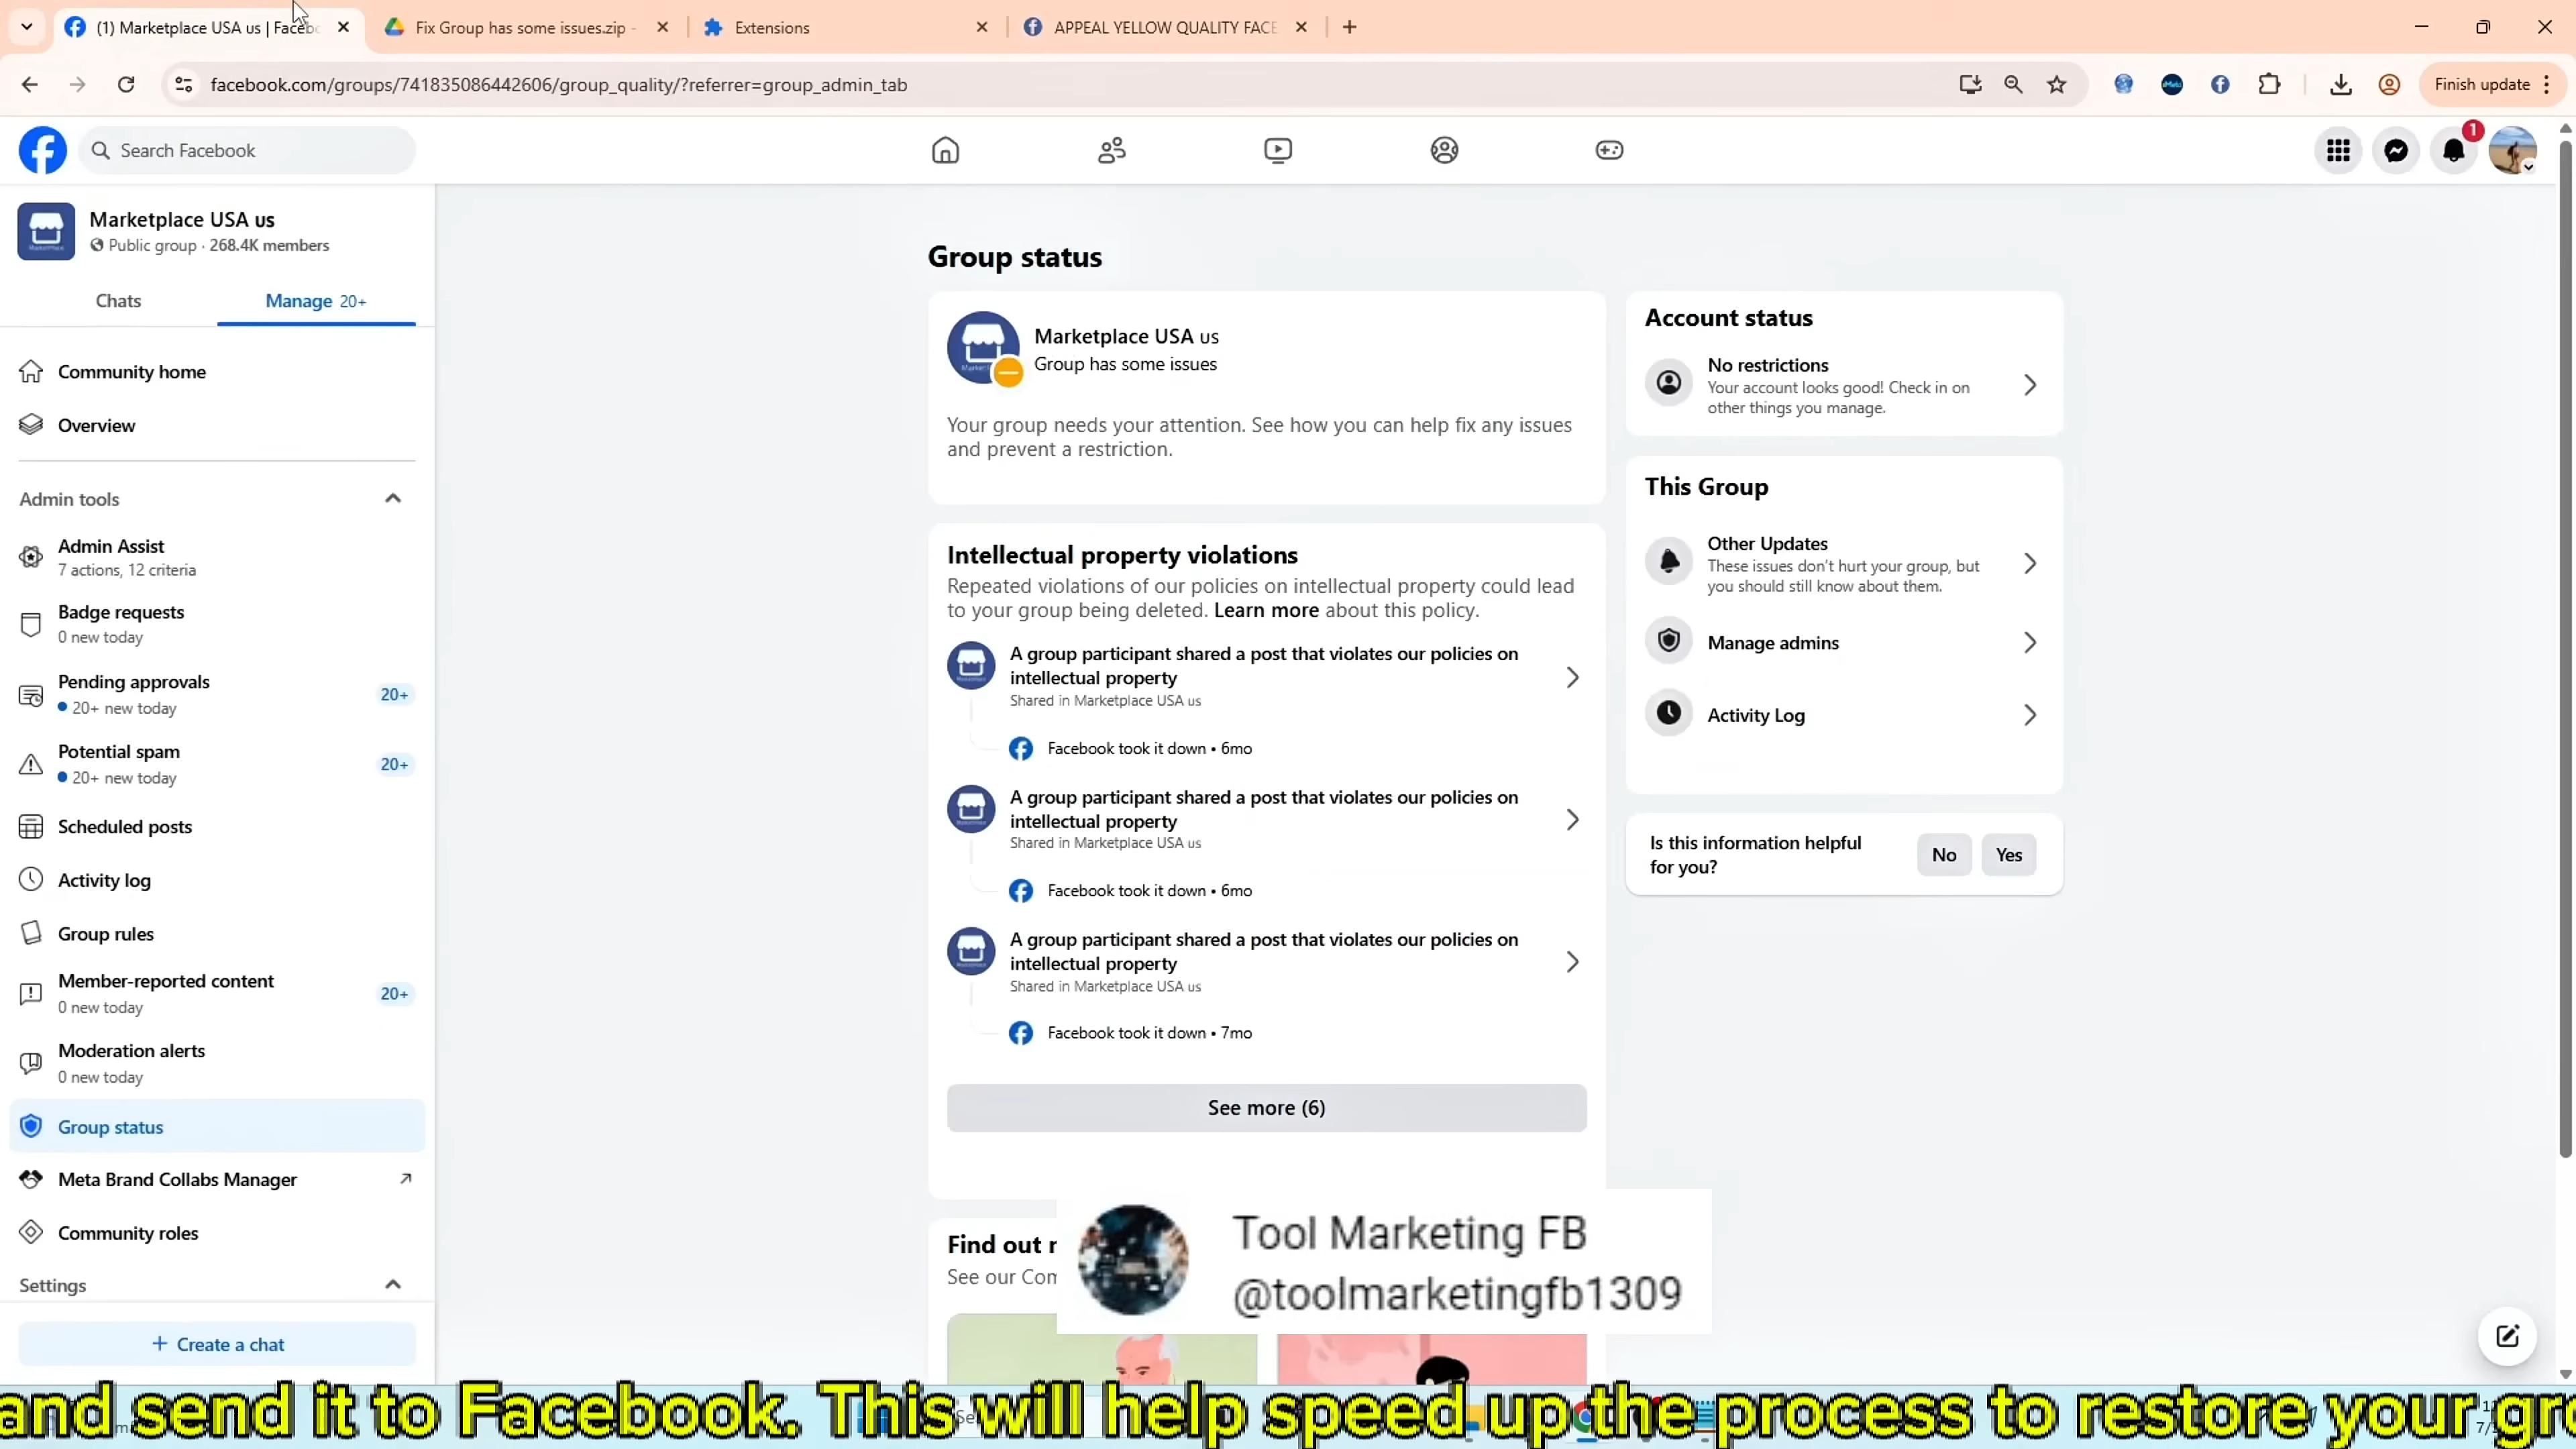 (1) Marketplace USA us | Facebo
Fix Group has some issues.zip -
Extensions
APPEAL YELLOW QUALITY FACE
facebook.com/groups/741835086442606/group_quality/?referrer=group_admin_tab
Finish update
Search Facebook
1
Marketplace USA us
Public group · 268.4K members
Chats
Manage 20+
Community home
Overview
Admin tools
Admin Assist
7 actions, 12 criteria
Badge requests
0 new today
Pending approvals
20+ new today
20+
Potential spam
20+ new today
20+
Scheduled posts
Activity log
Group rules
Member-reported content
0 new today
20+
Moderation alerts
0 new today
Group status
Meta Brand Collabs Manager
Community roles
Settings
+ Create a chat
Group status
Marketplace USA us
Group has some issues
Your group needs your attention. See how you can help fix any issues
and prevent a restriction.
Intellectual property violations
Repeated violations of our policies on intellectual property could lead
to your group being deleted. Learn more about this policy.
A group participant shared a post that violates our policies on
intellectual property
Shared in Marketplace USA us
Facebook took it down • 6mo
A group participant shared a post that violates our policies on
intellectual property
Shared in Marketplace USA us
Facebook took it down • 6mo
A group participant shared a post that violates our policies on
intellectual property
Shared in Marketplace USA us
Facebook took it down • 7mo
See more (6)
Find out
See our Com
Account status
No restrictions
Your account looks good! Check in on
other things you manage.
This Group
Other Updates
These issues don't hurt your group, but
you should still know about them.
Manage admins
Activity Log
Is this information helpful
for you?
No
Yes
Tool Marketing FB
@toolmarketingfb1309
and send it to Facebook. This will help speed up the process to restore your gro